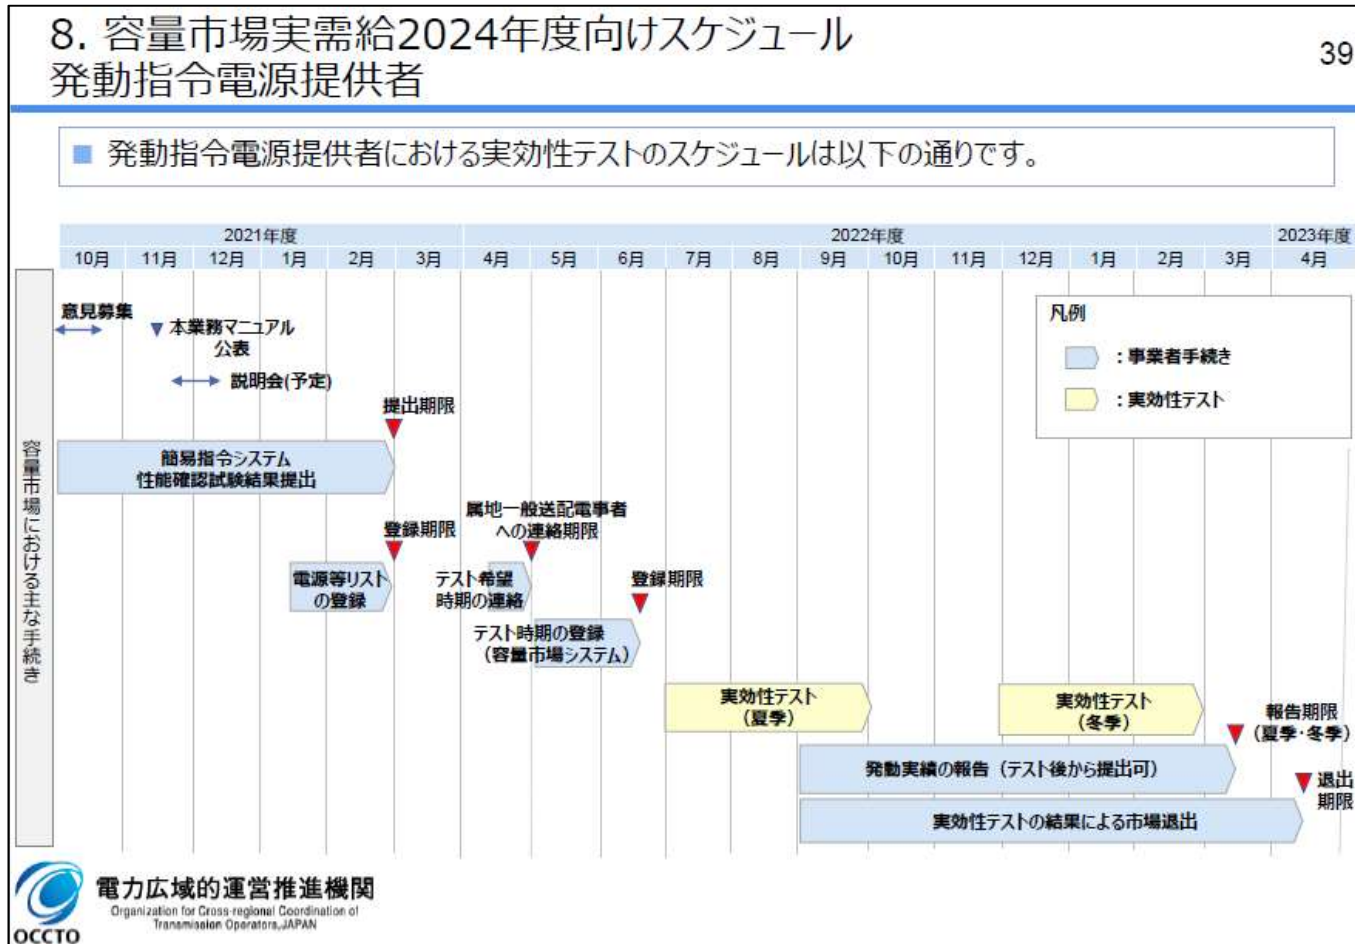 8. 容量市場実需給2024年度向けスケジュール
発動指令電源提供者
39
■ 発動指令電源提供者における実効性テストのスケジュールは以下の通りです。
2021年度 2022年度 2023年度
10月 11月 12月 1月 2月 3月 4月 5月 6月 7月 8月 9月 10月 11月 12月 1月 2月 3月 4月
容量市場における主な手続き
意見募集
本業務マニュアル
公表
説明会(予定)
凡例
:事業者手続き
:実効性テスト
提出期限
簡易指令システム
性能確認試験結果提出
登録期限
電源等リスト
の登録
属地一般送配電事者
への連絡期限
テスト希望
時期の連絡
登録期限
テスト時期の登録
(容量市場システム)
実効性テスト
(夏季)
実効性テスト
(冬季)
報告期限
(夏季・冬季)
発動実績の報告(テスト後から提出可)
退出
期限
実効性テストの結果による市場退出
OCCTO
電力広域的運営推進機関
Organization for Cross-regional Coordination of
Transmission Operators,JAPAN